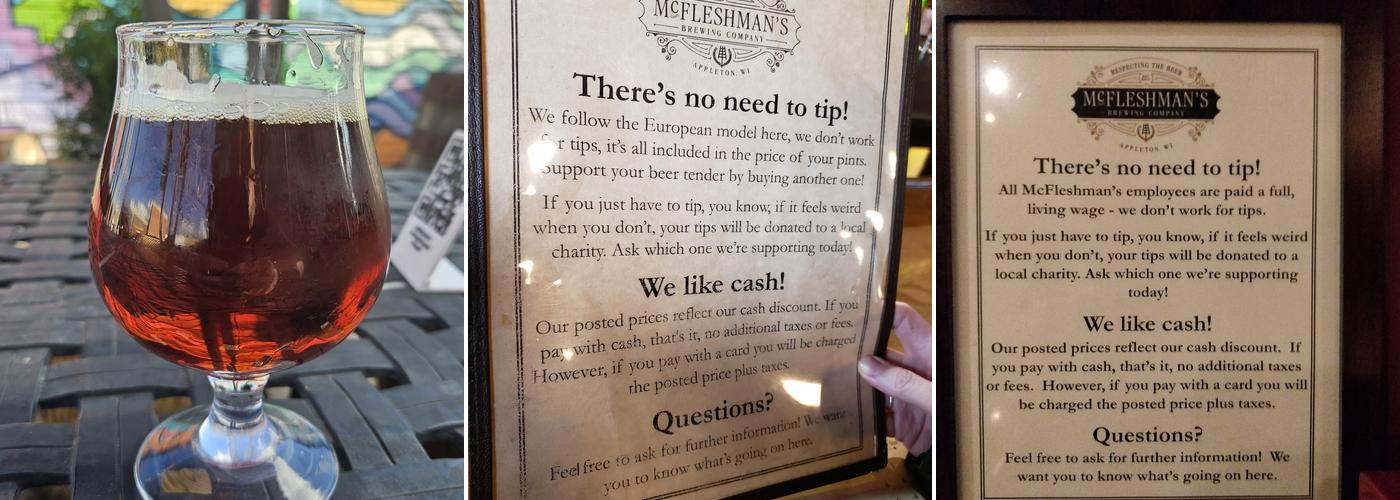 McFLESHMAN'S
BREWING COMPANY
APPLETON, WI
There's no need to tip!
We follow the European model here, we don't work
for tips, it's all included in the price of your pints.
Support your beer tender by buying another one!
If you just have to tip, you know, if it feels weird
when you don't, your tips will be donated to a local
charity. Ask which one we're supporting today!
We like cash!
Our posted prices reflect our cash discount. If you
pay with cash, that's it, no additional taxes or fees.
However, if you pay with a card you will be charged
the posted price plus taxes.
Questions?
Feel free to ask for further information! We want
you to know what's going on here.
RESPECTING THE BEER
McFLESHMAN'S
BREWING COMPANY
APPLETON, WI
There's no need to tip!
All McFleshman's employees are paid a full,
living wage - we don't work for tips.
If you just have to tip, you know, if it feels weird
when you don't, your tips will be donated to a
local charity. Ask which one we're supporting
today!
We like cash!
Our posted prices reflect our cash discount. If
you pay with cash, that's it, no additional taxes
or fees. However, if you pay with a card you will
be charged the posted price plus taxes.
Questions?
Feel free to ask for further information! We
want you to know what's going on here.